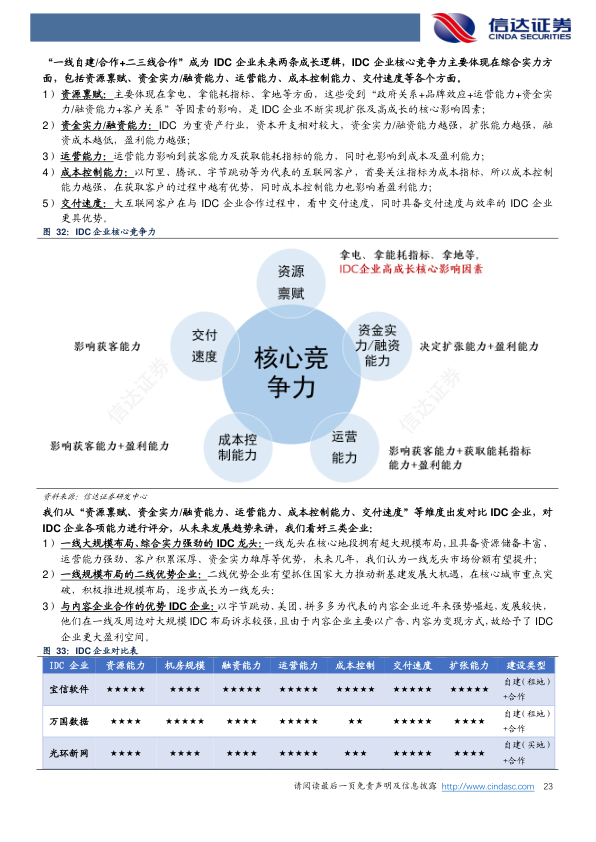 信达证券
CINDA SECURITIES
“一线自建/合作+二三线合作”成为 IDC 企业未来两条成长逻辑，IDC 企业核心竞争力主要体现在综合实力方
面，包括资源禀赋、资金实力/融资能力、运营能力、成本控制能力、交付速度等各个方面。
1）资源禀赋：主要体现在拿电、拿能耗指标、拿地等方面，这些受到“政府关系+品牌效应+运营能力+资金实
力/融资能力+客户关系”等因素的影响，是 IDC 企业不断实现扩张及高成长的核心影响因素；
2）资金实力/融资能力：IDC 为重资产行业，资本开支相对较大，资金实力/融资能力越强，扩张能力越强，融
资成本越低，盈利能力越强；
3）运营能力：运营能力影响到获客能力及获取能耗指标的能力，同时也影响到成本及盈利能力；
4）成本控制能力：以阿里、腾讯、字节跳动等为代表的互联网客户，首要关注指标为成本指标，所以成本控制
能力越强，在获取客户的过程中越有优势，同时成本控制能力也影响着盈利能力；
5）交付速度：大互联网客户在与 IDC 企业合作过程中，看中交付速度，同时具备交付速度与效率的 IDC 企业
更具优势。
图 32：IDC 企业核心竞争力
资源
禀赋
拿电、拿能耗指标、拿地等，
IDC企业高成长核心影响因素
交付
速度
影响获客能力
核心竞
争力
资金实
力/融资
能力
决定扩张能力+盈利能力
成本控
制能力
影响获客能力+盈利能力
运营
能力
影响获客能力+获取能耗指标
能力+盈利能力
信达证券
信达证券
资料来源：信达证券研发中心
我们从“资源禀赋、资金实力/融资能力、运营能力、成本控制能力、交付速度”等维度出发对比 IDC 企业，对
IDC 企业各项能力进行评分，从未来发展趋势来讲，我们看好三类企业：
1）一线大规模布局、综合实力强劲的 IDC 龙头：一线龙头在核心地段拥有超大规模布局，且具备资源储备丰富，
运营能力强劲、客户积累深厚、资金实力雄厚等优势，未来几年，我们认为一线龙头市场份额有望提升；
2）一线规模布局的二线优势企业：二线优势企业有望抓住国家大力推动新基建发展大机遇，在核心城市重点突
破，积极推进规模布局，逐步成长为一线龙头；
3）与内容企业合作的优势 IDC 企业：以字节跳动、美团，拼多多为代表的内容企业近年来强势崛起，发展较快，
他们在一线及周边对大规模 IDC 布局诉求较强，且由于内容企业主要以广告、内容为变现方式，故给予了 IDC
企业更大盈利空间。
图 33：IDC 企业对比表
IDC 企业 资源能力 机房规模 融资能力 运营能力 成本控制 交付速度 扩张能力 建设类型
宝信软件 ★★★★★ ★★★★ ★★★★★ ★★★★★ ★★★★★ ★★★★★ ★★★★★ 自建（租地）
+合作
万国数据 ★★★★ ★★★★★ ★★★★ ★★★★★ ★★ ★★★★★ ★★★★ 自建（租地）
+合作
光环新网 ★★★★ ★★★★ ★★★★ ★★★★★ ★★★ ★★★★★ ★★★★ 自建（买地）
+合作
请阅读最后一页免责声明及信息披露 http://www.cindasc.com 23